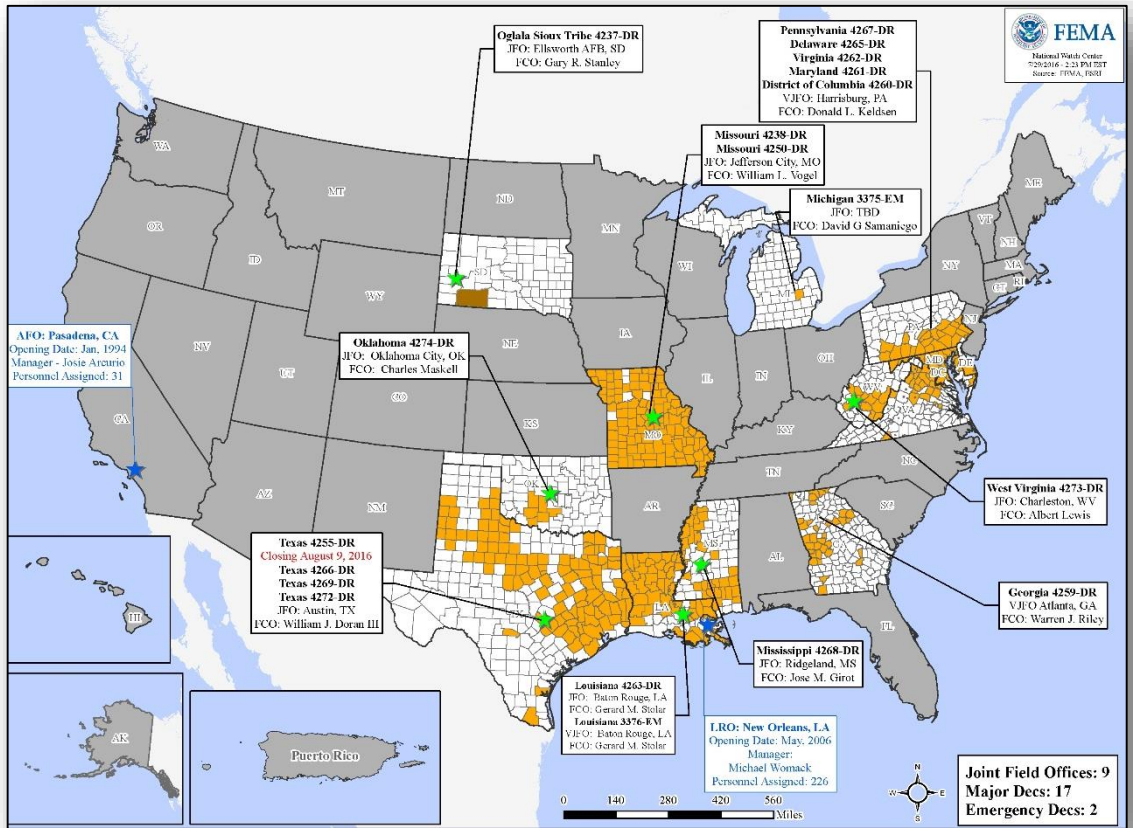 Oglala Sioux Tribe 4237-DR
JFO: Ellsworth AFB, SD
FCO: Gary R. Stanley
Pennsylvania 4267-DR
Delaware 4265-DR
Virginia 4262-DR
Maryland 4261-DR
District of Columbia 4260-DR
VJFO: Harrisburg, PA
FCO: Donald L. Keldsen
FEMA
National Watch Center
7/29/2016 - 2:23 PM EST
Source: FEMA, ESRI
Missouri 4238-DR
Missouri 4250-DR
JFO: Jefferson City, MO
FCO: William L. Vogel
Michigan 3375-EM
JFO: TBD
FCO: David G Samaniego
AFO: Pasadena, CA
Opening Date: Jan, 1994
Manager - Josie Arcurio
Personnel Assigned: 31
Oklahoma 4274-DR
JFO: Oklahoma City, OK
FCO: Charles Maskell
West Virginia 4273-DR
JFO: Charleston, WV
FCO: Albert Lewis
Texas 4255-DR
Closing August 9, 2016
Texas 4266-DR
Texas 4269-DR
Texas 4272-DR
JFO: Austin, TX
FCO: William J. Doran III
Georgia 4259-DR
VJFO Atlanta, GA
FCO: Warren J. Riley
Mississippi 4268-DR
JFO: Ridgeland, MS
FCO: Jose M. Girot
Louisiana 4263-DR
JFO: Baton Rouge, LA
FCO: Gerard M. Stolar
Louisiana 3376-EM
VJFO: Baton Rouge, LA
FCO: Gerard M. Stolar
LRO: New Orleans, LA
Opening Date: May, 2006
Manager:
Michael Womack
Personnel Assigned: 226
WA
MT
ND
MN
ME
VT
NH
OR
ID
WY
SD
WI
MI
NY
MA
RI
CT
NV
UT
NE
IA
PA
NJ
OH
MD
DE
DC
CA
CO
KS
MO
IL
IN
WV
VA
KY
AZ
NM
OK
AR
TN
NC
SC
MS
AL
LA
FL
HI
AK
Puerto Rico
N
W
E
S
0
140
280
420
560
Miles
Joint Field Offices: 9
Major Decs: 17
Emergency Decs: 2